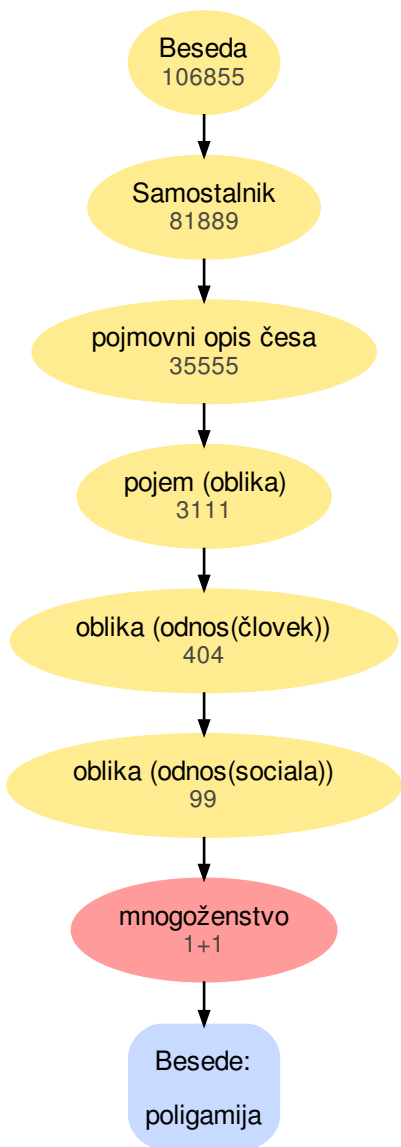 Beseda
106855
Samostalnik
81889
pojmovni opis česa
35555
pojem (oblika)
3111
oblika (odnos(človek))
404
oblika (odnos(sociala))
99
mnogoženstvo
1+1
Besede:
poligamija